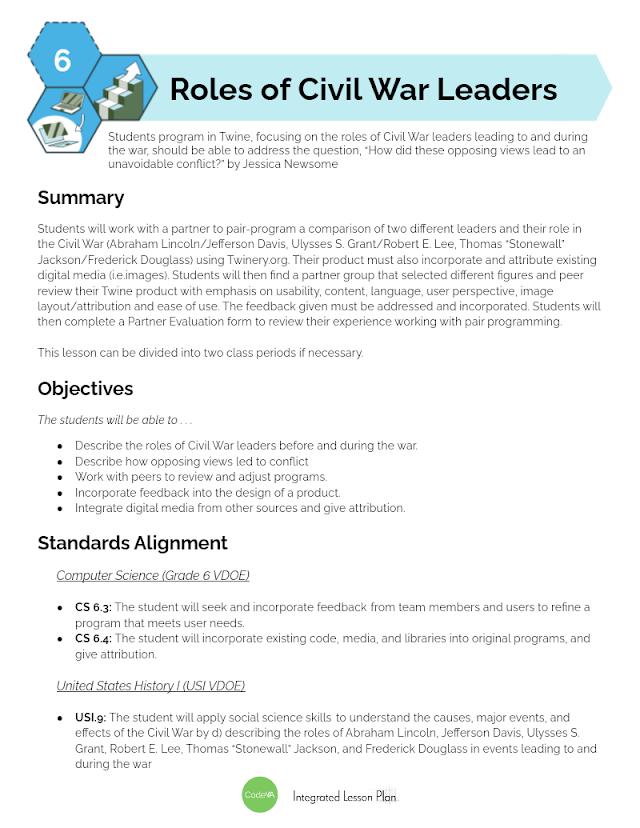 6
Roles of Civil War Leaders
Students program in Twine, focusing on the roles of Civil War leaders leading to and during
the war, should be able to address the question, “How did these opposing views lead to an
unavoidable conflict?” by Jessica Newsome
Summary
Students will work with a partner to pair-program a comparison of two different leaders and their role in
the Civil War (Abraham Lincoln/Jefferson Davis, Ulysses S. Grant/Robert E. Lee, Thomas “Stonewall”
Jackson/Frederick Douglass) using Twinery.org. Their product must also incorporate and attribute existing
digital media (i.e.images). Students will then find a partner group that selected different figures and peer
review their Twine product with emphasis on usability, content, language, user perspective, image
layout/attribution and ease of use. The feedback given must be addressed and incorporated. Students will
then complete a Partner Evaluation form to review their experience working with pair programming.
This lesson can be divided into two class periods if necessary.
Objectives
The students will be able to . . .
● Describe the roles of Civil War leaders before and during the war.
● Describe how opposing views led to conflict
● Work with peers to review and adjust programs.
● Incorporate feedback into the design of a product.
● Integrate digital media from other sources and give attribution.
Standards Alignment
Computer Science (Grade 6 VDOE)
● CS 6.3: The student will seek and incorporate feedback from team members and users to refine a
program that meets user needs.
● CS 6.4: The student will incorporate existing code, media, and libraries into original programs, and
give attribution.
United States History I (USI VDOE)
● USI.9: The student will apply social science skills to understand the causes, major events, and
effects of the Civil War by d) describing the roles of Abraham Lincoln, Jefferson Davis, Ulysses S.
Grant, Robert E. Lee, Thomas “Stonewall” Jackson, and Frederick Douglass in events leading to and
during the war
CodeVA Integrated Lesson Plan